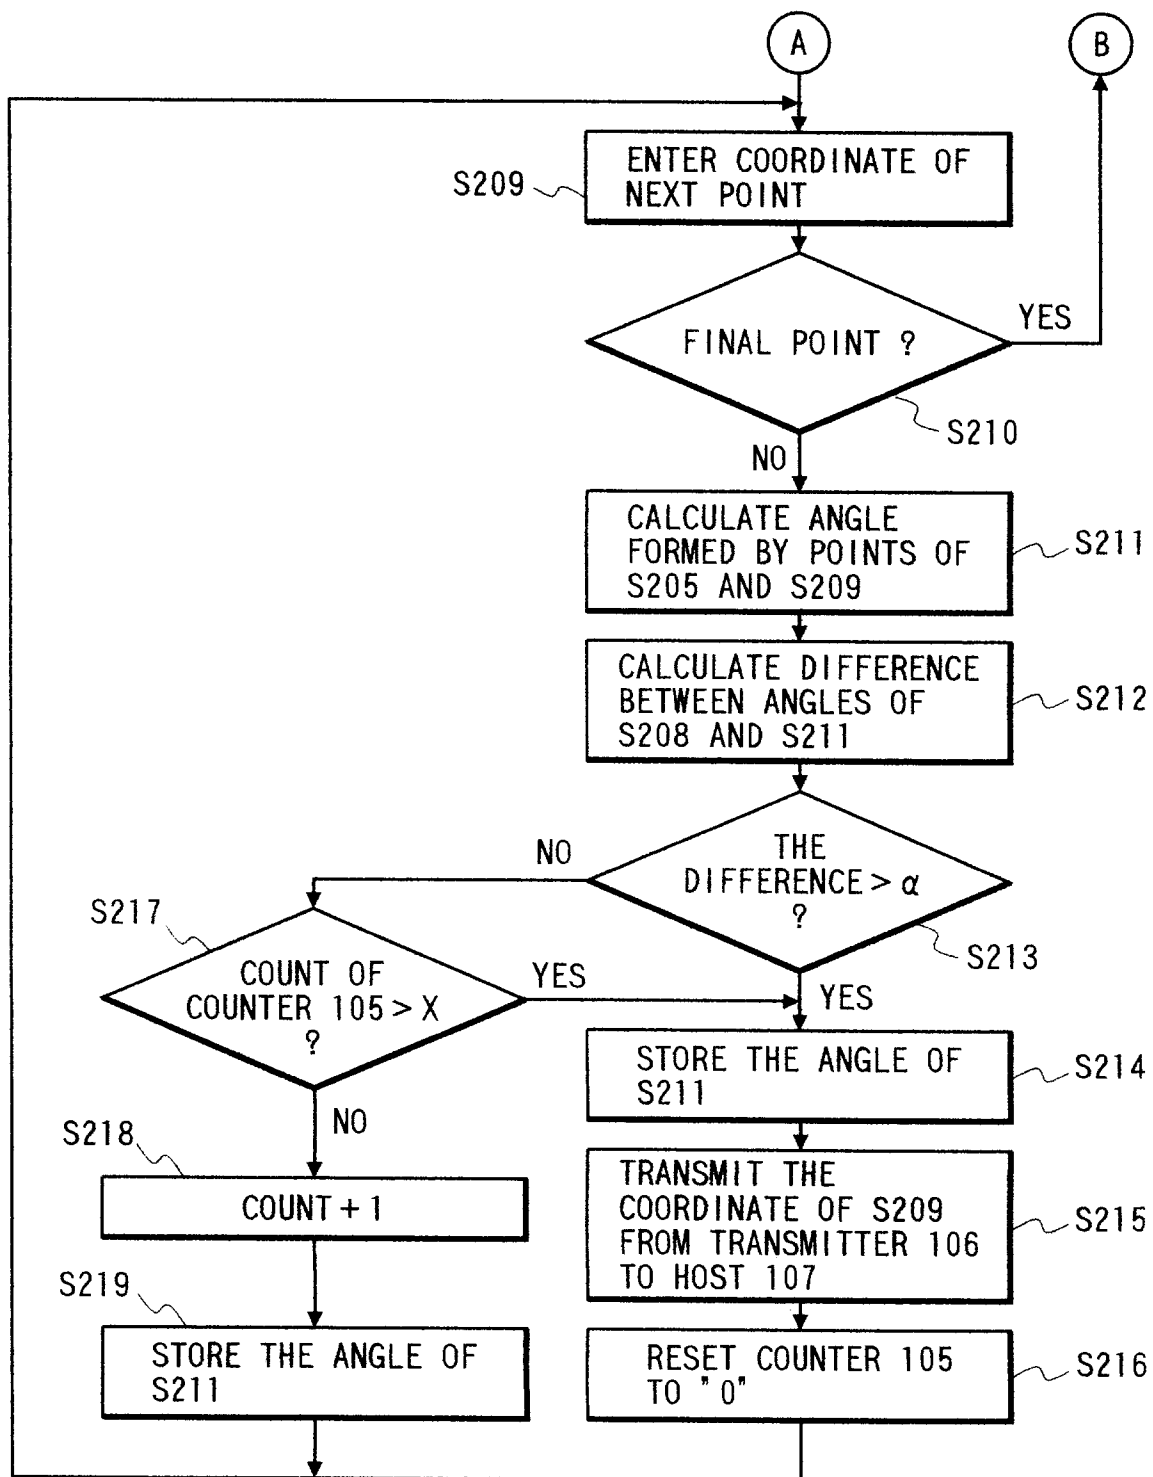 A
B
ENTER COORDINATE OF
NEXT POINT
S209
FINAL POINT ?
YES
S210
NO
CALCULATE ANGLE
FORMED BY POINTS OF
S205 AND S209
S211
CALCULATE DIFFERENCE
BETWEEN ANGLES OF
S208 AND S211
S212
THE
DIFFERENCE > α
?
NO
S213
YES
S217
COUNT OF
COUNTER 105 > X
?
YES
NO
STORE THE ANGLE OF
S211
S214
S218
COUNT + 1
TRANSMIT THE
COORDINATE OF S209
FROM TRANSMITTER 106
TO HOST 107
S215
S219
STORE THE ANGLE OF
S211
RESET COUNTER 105
TO "0"
S216